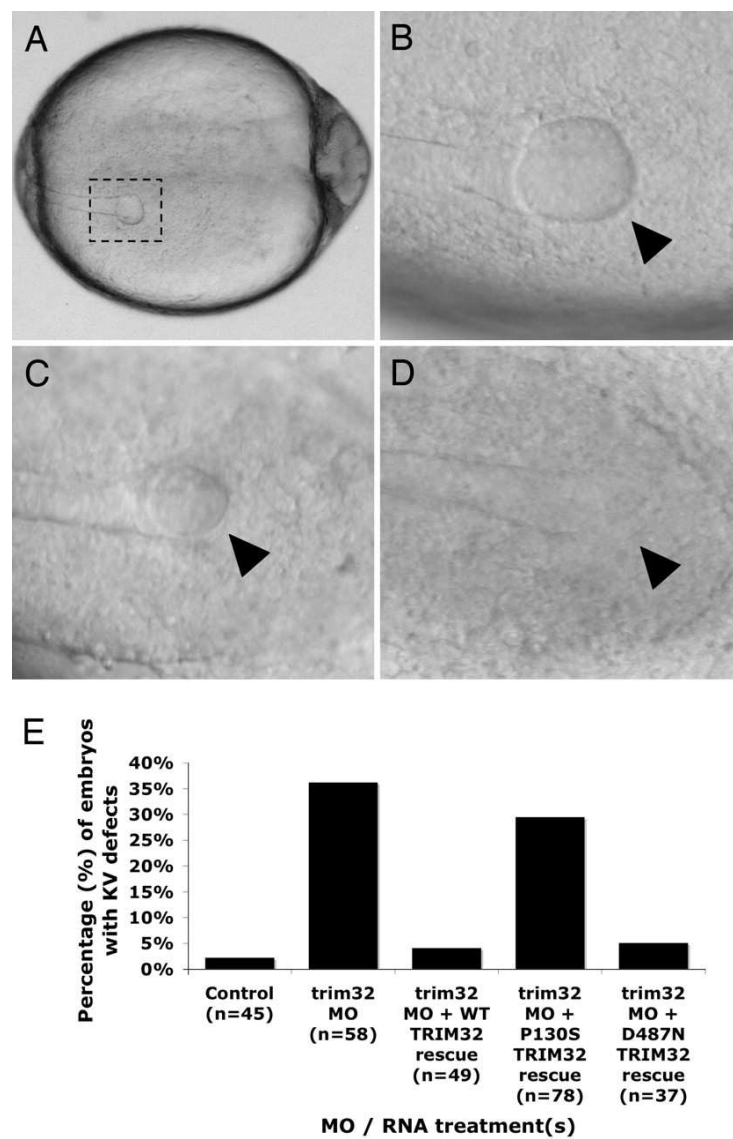 A
B
C
D
E
Percentage (%) of embryos
with KV defects
40%
35%
30%
25%
20%
15%
10%
5%
0%
Control
(n=45)
trim32
MO
(n=58)
trim32
MO + WT
TRIM32
rescue
(n=49)
trim32
MO +
P130S
TRIM32
rescue
(n=78)
trim32
MO +
D487N
TRIM32
rescue
(n=37)
MO / RNA treatment(s)